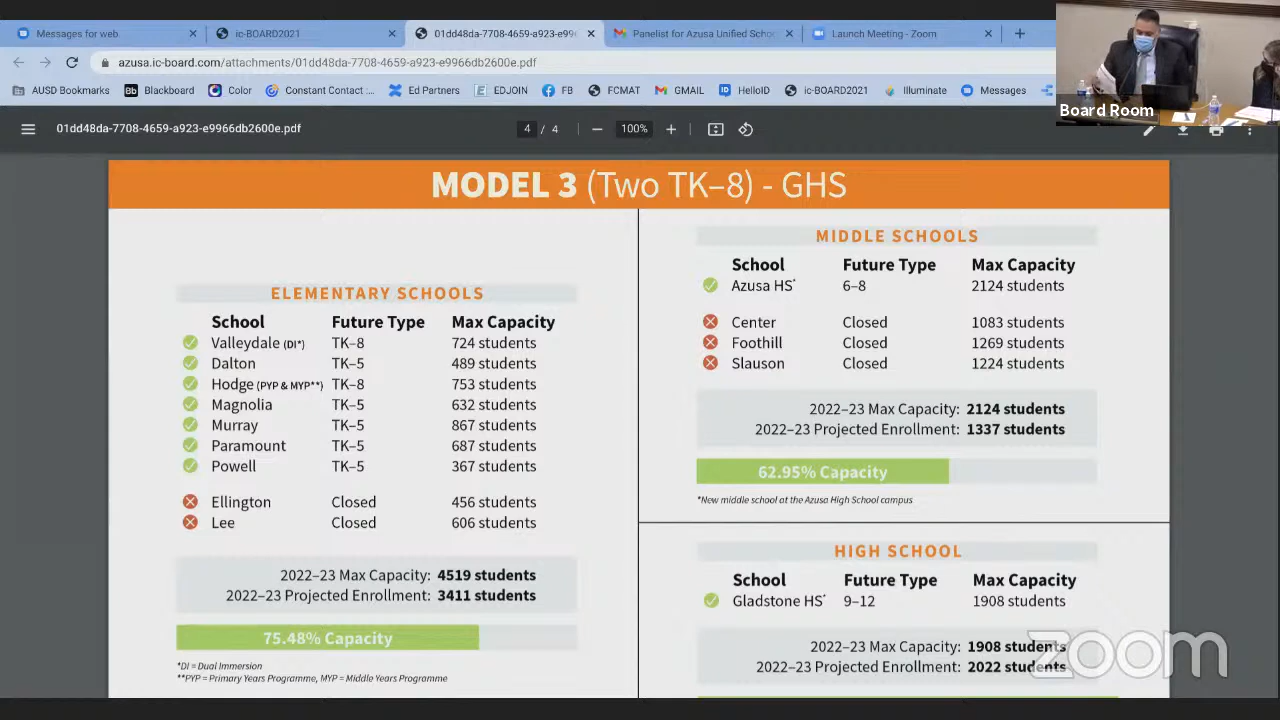 Messages for web
ic-BOARD2021
01dd48da-7708-4659-a923-e99
Panelist for Azusa Unified Schoo
Launch Meeting - Zoom
azusa.ic-board.com/attachments/01dd48da-7708-4659-a923-e9966db2600e.pdf
AUSD Bookmarks
Bb Blackboard
Color
Constant Contact :...
Ed Partners
EDJOIN
FB
FCMAT
GMAIL
HelloID
ic-BOARD2021
Illuminate
Messages
Board Room
01dd48da-7708-4659-a923-e9966db2600e.pdf
4 / 4
100%
MODEL 3 (Two TK–8) - GHS
ELEMENTARY SCHOOLS
School Future Type Max Capacity
Valleydale (DI*) TK–8 724 students
Dalton TK–5 489 students
Hodge (PYP & MYP**) TK–8 753 students
Magnolia TK–5 632 students
Murray TK–5 867 students
Paramount TK–5 687 students
Powell TK–5 367 students
Ellington Closed 456 students
Lee Closed 606 students
2022–23 Max Capacity: 4519 students
2022–23 Projected Enrollment: 3411 students
75.48% Capacity
*DI = Dual Immersion
**PYP = Primary Years Programme, MYP = Middle Years Programme
MIDDLE SCHOOLS
School Future Type Max Capacity
Azusa HS* 6–8 2124 students
Center Closed 1083 students
Foothill Closed 1269 students
Slauson Closed 1224 students
2022–23 Max Capacity: 2124 students
2022–23 Projected Enrollment: 1337 students
62.95% Capacity
*New middle school at the Azusa High School campus
HIGH SCHOOL
School Future Type Max Capacity
Gladstone HS* 9–12 1908 students
2022–23 Max Capacity: 1908 students
2022–23 Projected Enrollment: 2022 students
zoom